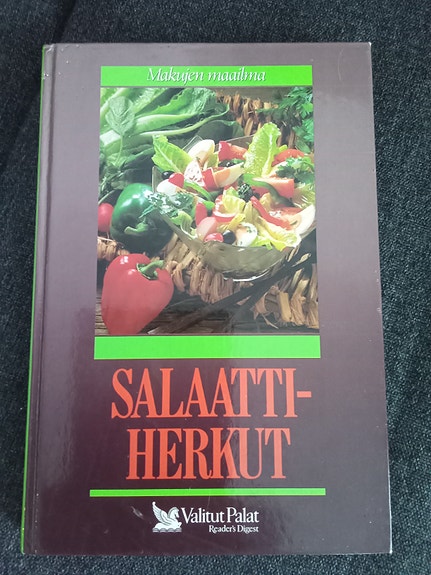 Makujen maailma
SALAATTI-
HERKUT
Valitut Palat
Reader's Digest